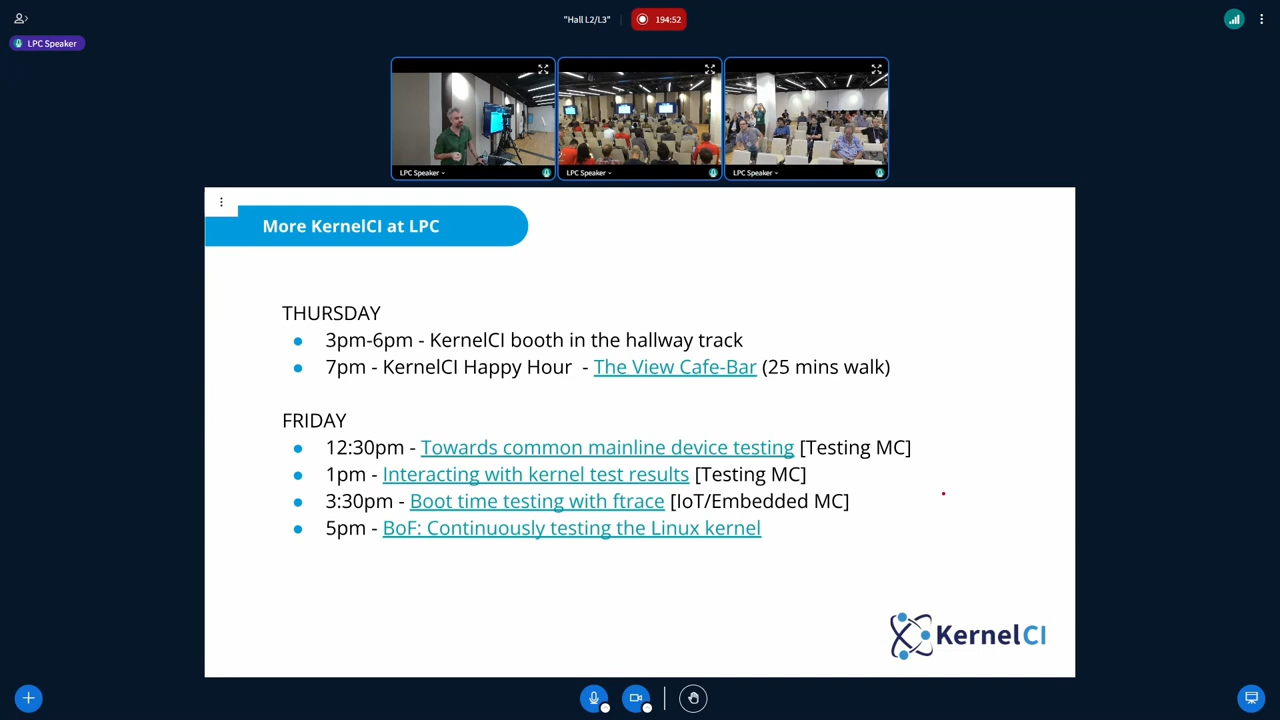 "Hall L2/L3"
194:52
LPC Speaker
LPC Speaker
LPC Speaker
LPC Speaker
More KernelCI at LPC
THURSDAY
3pm-6pm - KernelCI booth in the hallway track
7pm - KernelCI Happy Hour - The View Cafe-Bar (25 mins walk)
FRIDAY
12:30pm - Towards common mainline device testing [Testing MC]
1pm - Interacting with kernel test results [Testing MC]
3:30pm - Boot time testing with ftrace [IoT/Embedded MC]
5pm - BoF: Continuously testing the Linux kernel
KernelCI